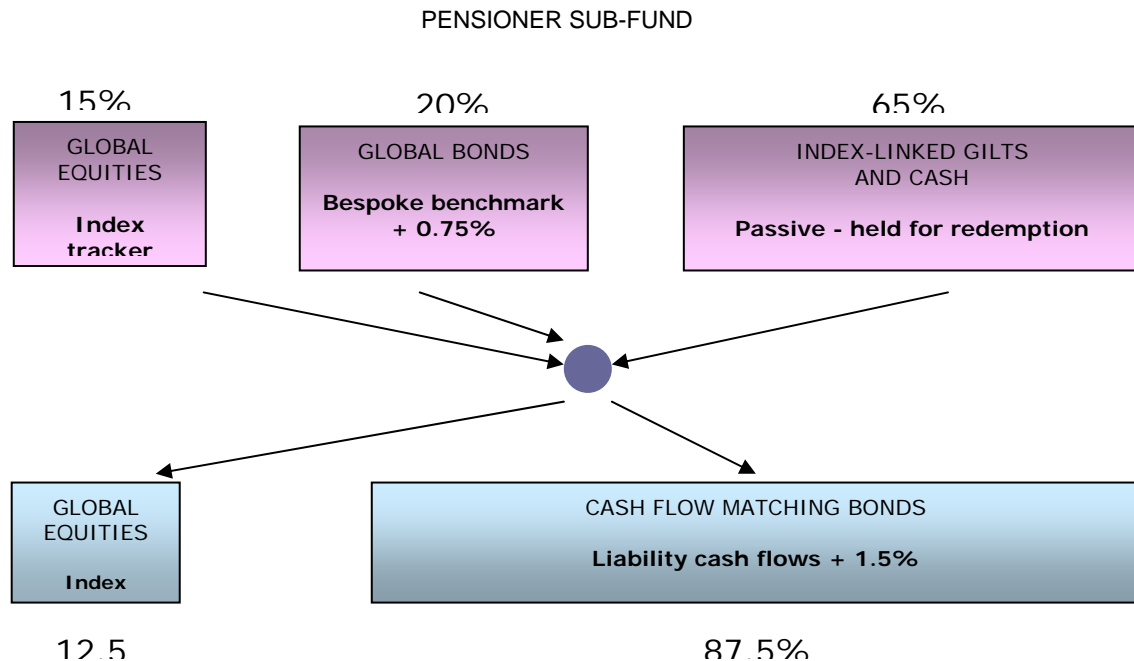 PENSIONER SUB-FUND
15%
20%
65%
GLOBAL
EQUITIES
Index
tracker
GLOBAL BONDS
Bespoke benchmark
+ 0.75%
INDEX-LINKED GILTS
AND CASH
Passive - held for redemption
GLOBAL
EQUITIES
Index
CASH FLOW MATCHING BONDS
Liability cash flows + 1.5%
12.5
87.5%